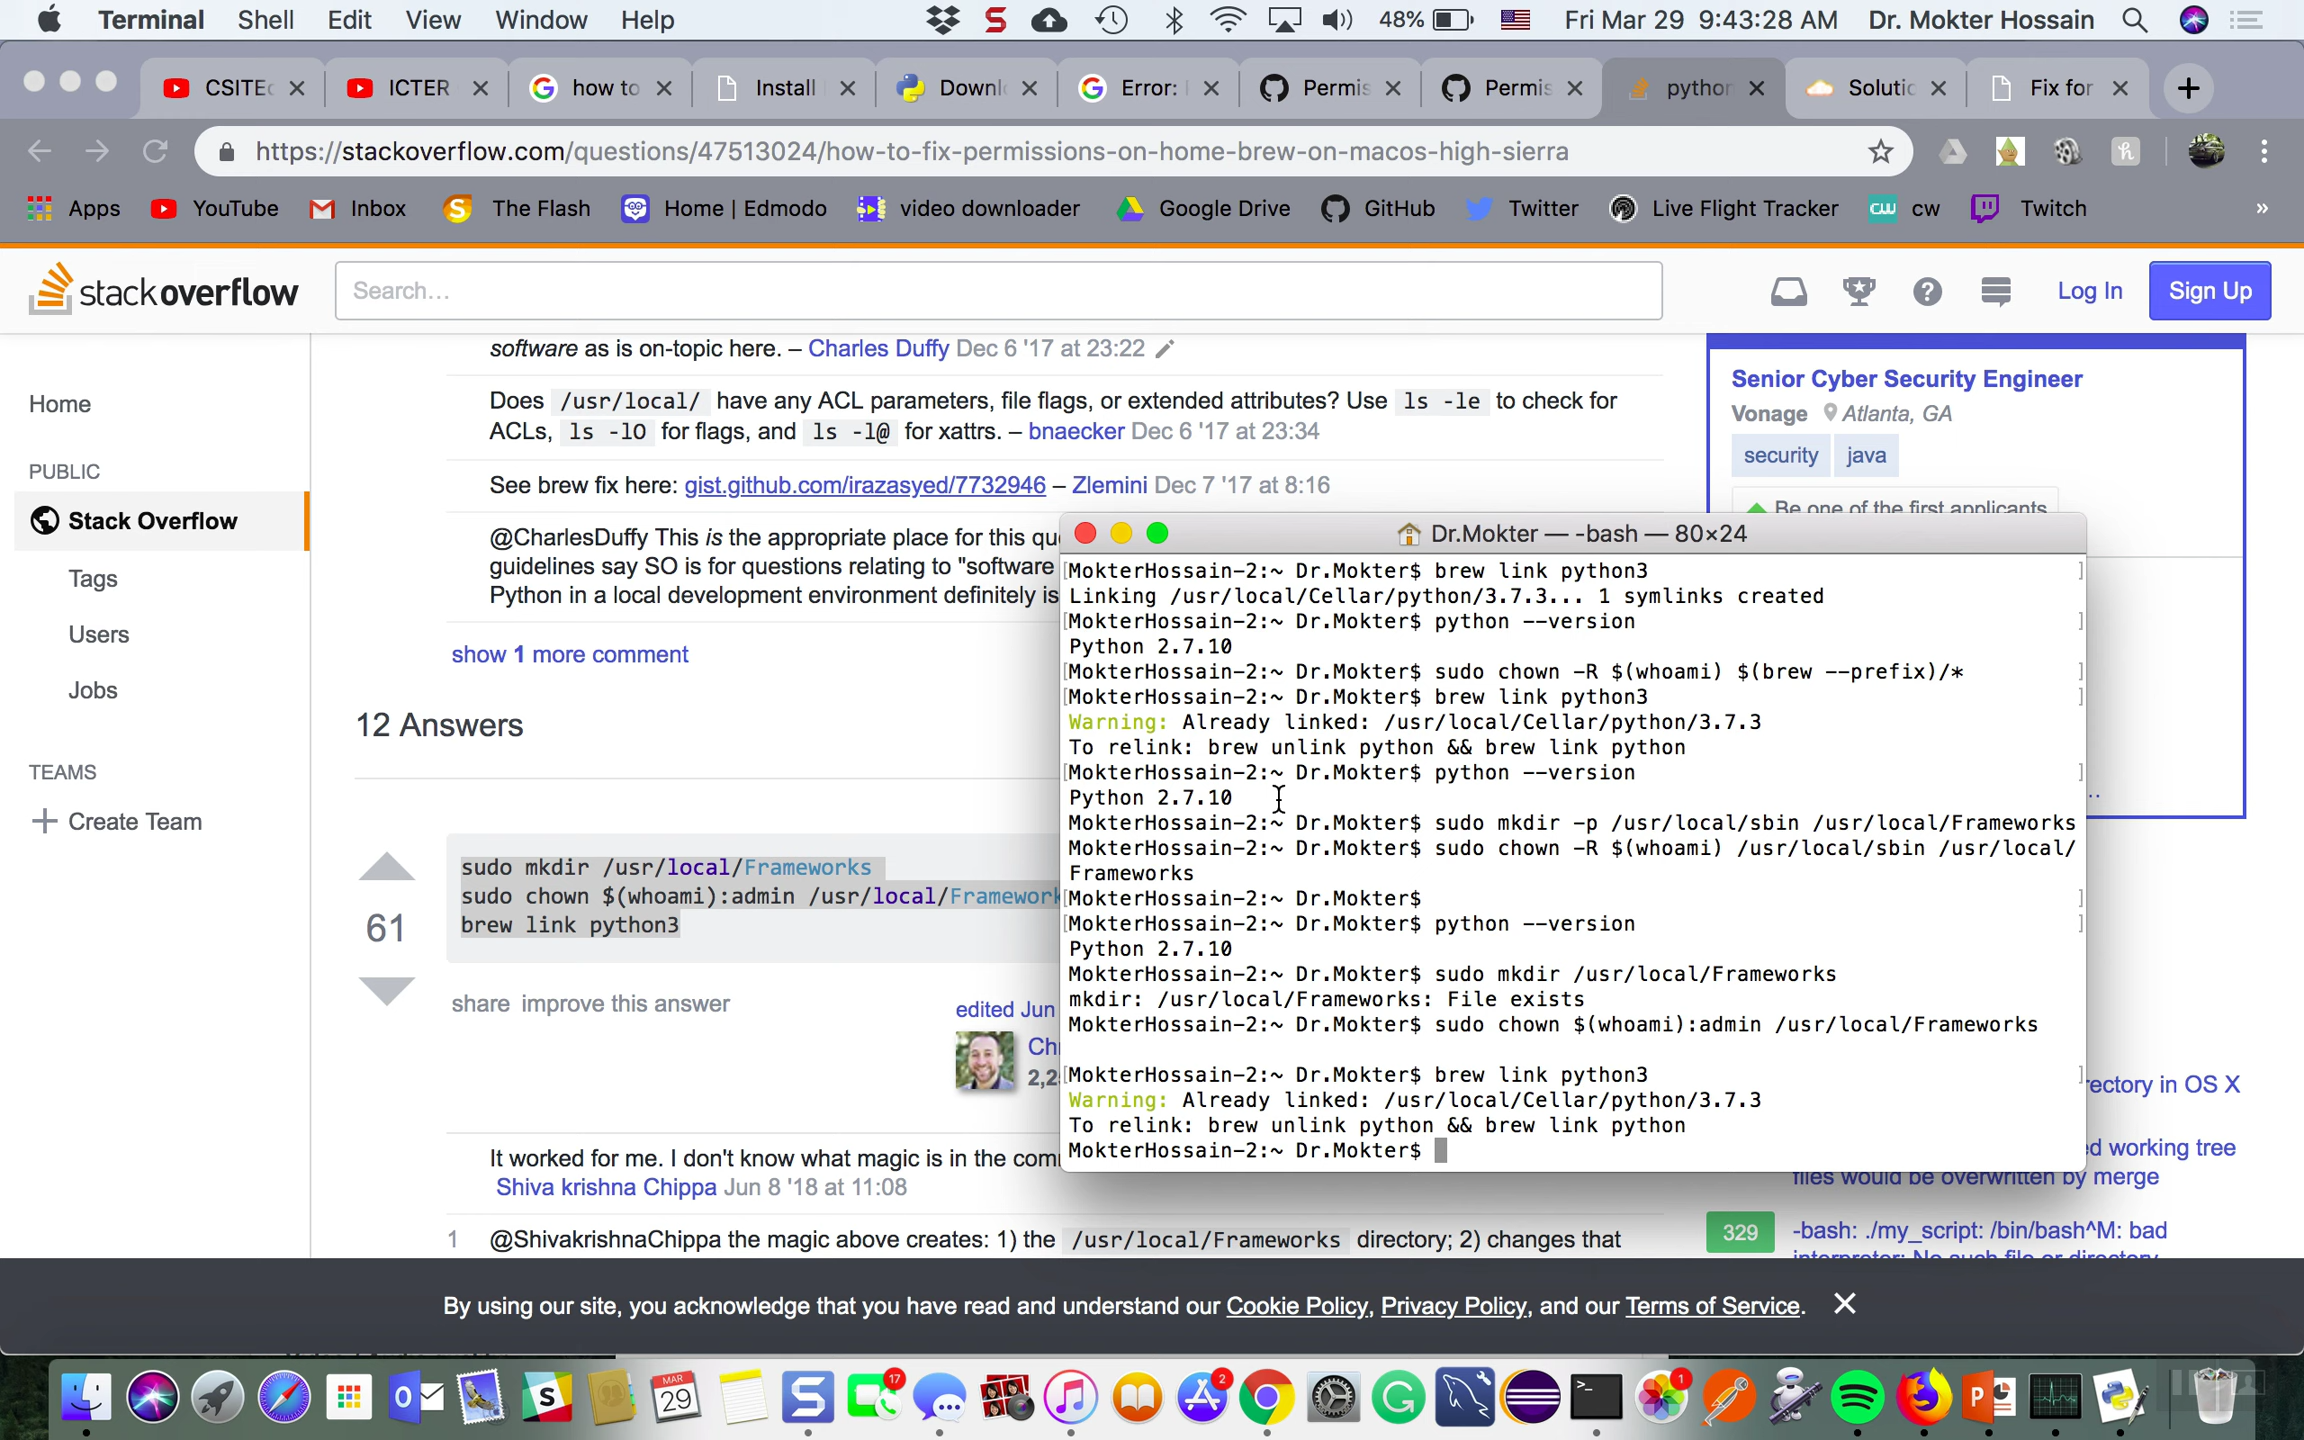 Terminal Shell Edit View Window Help 48% Fri Mar 29 9:43:28 AM Dr. Mokter Hossain
CSITEC ICTER how to Install Downl Error: Permis Permis python Solutic Fix for
https://stackoverflow.com/questions/47513024/how-to-fix-permissions-on-home-brew-on-macos-high-sierra
Apps YouTube Inbox The Flash Home | Edmodo video downloader Google Drive GitHub Twitter Live Flight Tracker cw Twitch »
stackoverflow Search… Log In Sign Up
Home
PUBLIC
Stack Overflow
Tags
Users
Jobs
TEAMS
Create Team
software as is on-topic here. – Charles Duffy Dec 6 '17 at 23:22
Does /usr/local/ have any ACL parameters, file flags, or extended attributes? Use ls -le to check for
ACLs, ls -lO for flags, and ls -l@ for xattrs. – bnaecker Dec 6 '17 at 23:34
See brew fix here: gist.github.com/irazasyed/7732946 – Zlemini Dec 7 '17 at 8:16
@CharlesDuffy This is the appropriate place for this qu
guidelines say SO is for questions relating to "software
Python in a local development environment definitely is
show 1 more comment
12 Answers
61
sudo mkdir /usr/local/Frameworks
sudo chown $(whoami):admin /usr/local/Framework
brew link python3
share improve this answer
edited Jun
Ch
2,2
It worked for me. I don't know what magic is in the com
Shiva krishna Chippa Jun 8 '18 at 11:08
1 @ShivakrishnaChippa the magic above creates: 1) the /usr/local/Frameworks directory; 2) changes that
Senior Cyber Security Engineer
Vonage Atlanta, GA
security java
Be one of the first applicants
Dr.Mokter — -bash — 80×24
[MokterHossain-2:~ Dr.Mokter$ brew link python3 ]
Linking /usr/local/Cellar/python/3.7.3... 1 symlinks created
[MokterHossain-2:~ Dr.Mokter$ python --version ]
Python 2.7.10
[MokterHossain-2:~ Dr.Mokter$ sudo chown -R $(whoami) $(brew --prefix)/* ]
[MokterHossain-2:~ Dr.Mokter$ brew link python3 ]
Warning: Already linked: /usr/local/Cellar/python/3.7.3
To relink: brew unlink python && brew link python
[MokterHossain-2:~ Dr.Mokter$ python --version ]
Python 2.7.10
MokterHossain-2:~ Dr.Mokter$ sudo mkdir -p /usr/local/sbin /usr/local/Frameworks
MokterHossain-2:~ Dr.Mokter$ sudo chown -R $(whoami) /usr/local/sbin /usr/local/
Frameworks
[MokterHossain-2:~ Dr.Mokter$ ]
[MokterHossain-2:~ Dr.Mokter$ python --version ]
Python 2.7.10
MokterHossain-2:~ Dr.Mokter$ sudo mkdir /usr/local/Frameworks
mkdir: /usr/local/Frameworks: File exists
MokterHossain-2:~ Dr.Mokter$ sudo chown $(whoami):admin /usr/local/Frameworks
[MokterHossain-2:~ Dr.Mokter$ brew link python3 ]
Warning: Already linked: /usr/local/Cellar/python/3.7.3
To relink: brew unlink python && brew link python
MokterHossain-2:~ Dr.Mokter$
rectory in OS X
d working tree
files would be overwritten by merge
329 -bash: ./my_script: /bin/bash^M: bad
interpreter: No such file or directory
By using our site, you acknowledge that you have read and understand our Cookie Policy, Privacy Policy, and our Terms of Service.
MAR
29
17
2
1